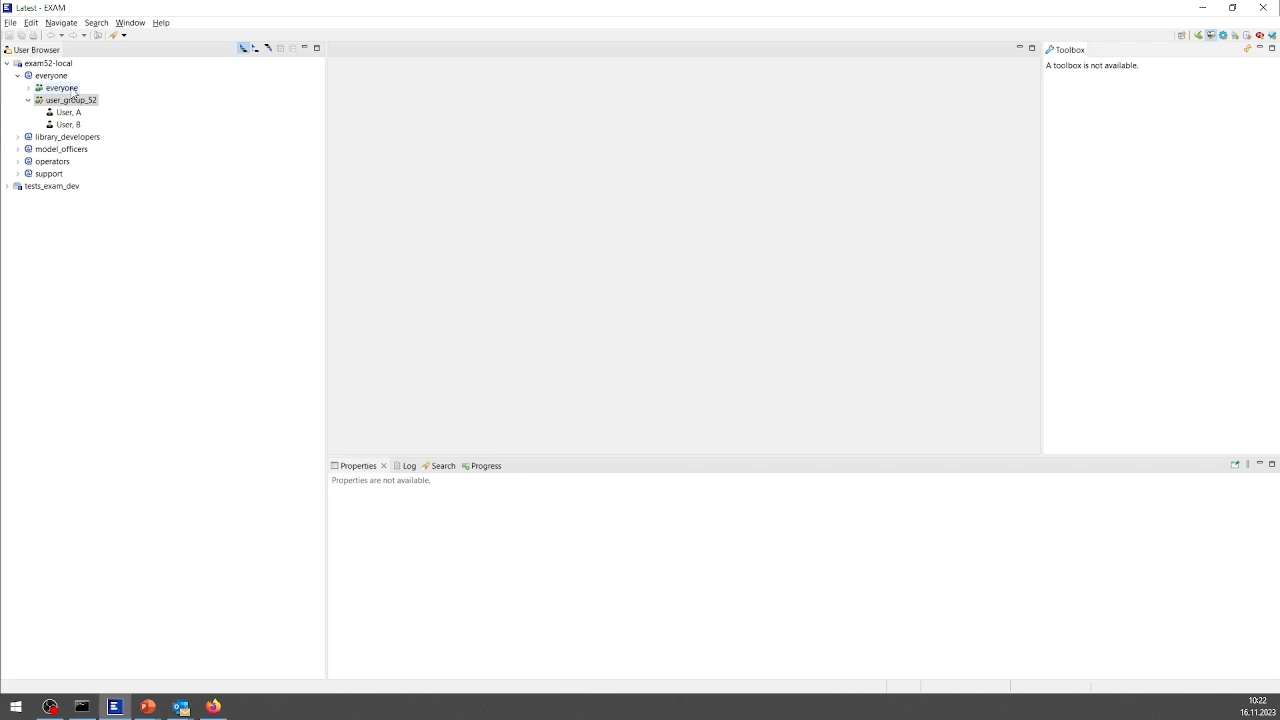 Latest - EXAM
File Edit Navigate Search Window Help
User Browser
Toolbox
exam52-local
A toolbox is not available.
everyone
everyone
user_group_52
User, A
User, B
library_developers
model_officers
operators
support
tests_exam_dev
Properties Log Search Progress
Properties are not available.
10:22
16.11.2023